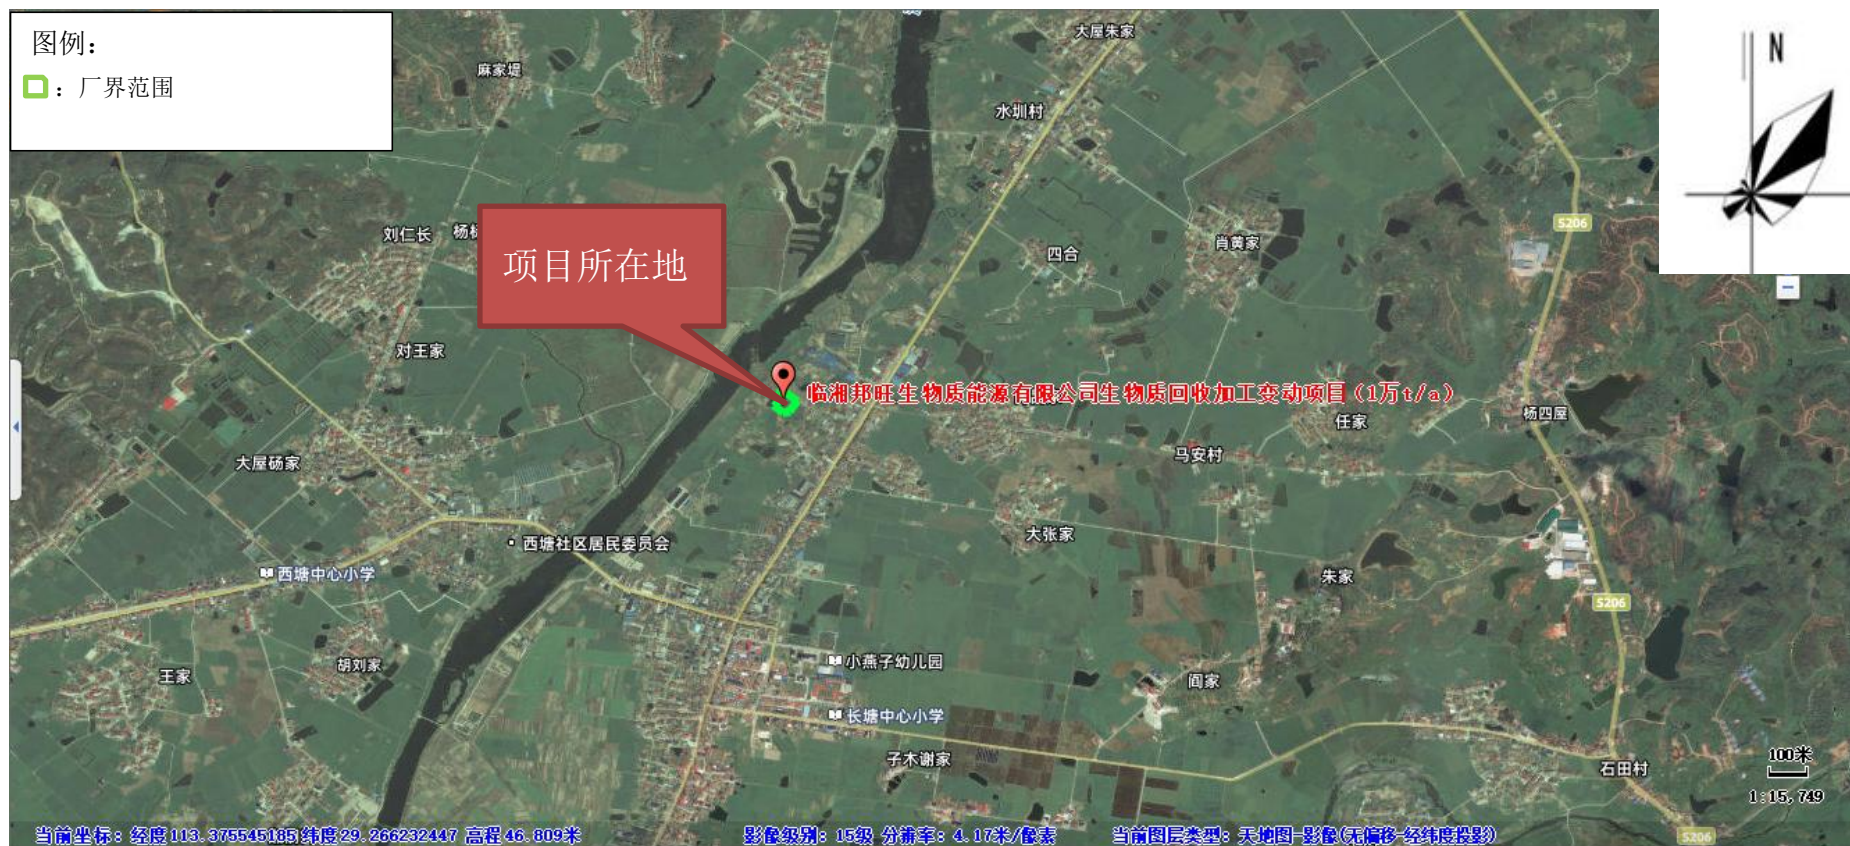 图例：
：厂界范围
N
大屋朱家
麻家堤
水圳村
S206
刘仁长
杨
四合
肖黄家
项目所在地
对王家
临湘邦旺生物质能源有限公司生物质回收加工变动项目（1万t/a）
任家
杨四屋
马安村
大屋砀家
大张家
西塘社区居民委员会
西塘中心小学
朱家
S206
小燕子幼儿园
胡刘家
王家
阎家
长塘中心小学
子木谢家
石田村
100米
1:15,749
S206
当前坐标：经度113.375545185 纬度29.266232447 高程46.809米
影像级别：15级 分辨率：4.17米/像素
当前图层类型：天地图-影像(无偏移-经纬度投影)